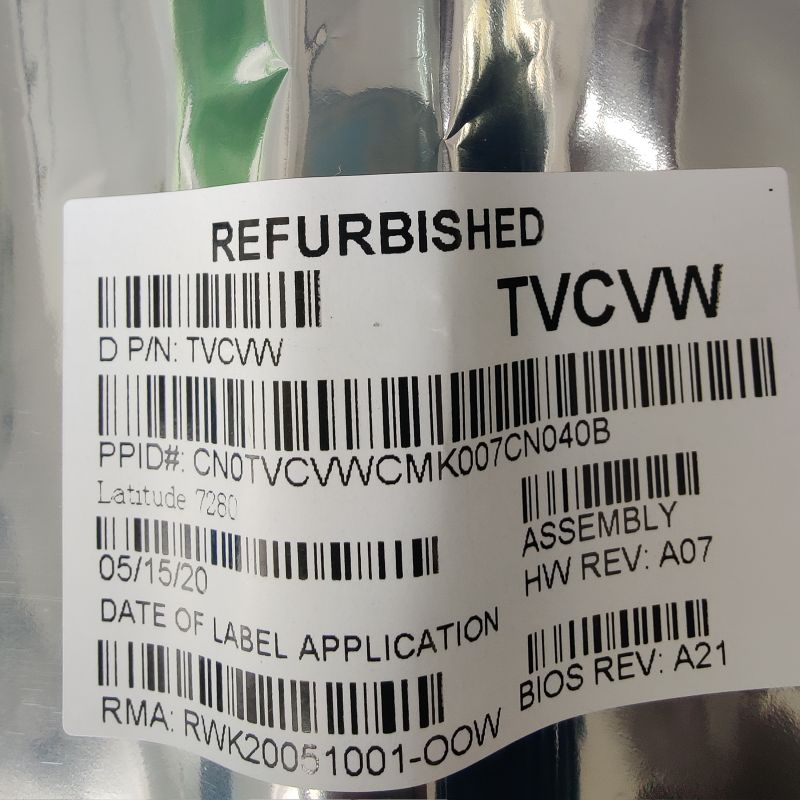 REFURBISHED
TVCVW
D P/N: TVCVW
PPID#: CN0TVCVWCMK007CN040B
Latitude 7280
ASSEMBLY
HW REV: A07
05/15/20
DATE OF LABEL APPLICATION
BIOS REV: A21
RMA: RWK20051001-OOW